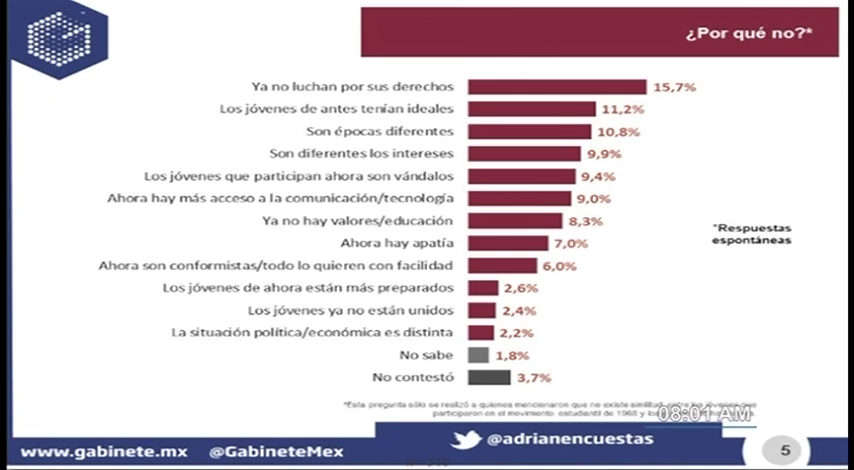 ¿Por qué no?*
Ya no luchan por sus derechos 15,7%
Los jóvenes de antes tenían ideales 11,2%
Son épocas diferentes 10,8%
Son diferentes los intereses 9,9%
Los jóvenes que participan ahora son vándalos 9,4%
Ahora hay más acceso a la comunicación/tecnología 9,0%
Ya no hay valores/educación 8,3%
Ahora hay apatía 7,0%
Ahora son conformistas/todo lo quieren con facilidad 6,0%
Los jóvenes de ahora están más preparados 2,6%
Los jóvenes ya no están unidos 2,4%
La situación política/económica es distinta 2,2%
No sabe 1,8%
No contestó 3,7%
*Respuestas
espontáneas
*Esta pregunta sólo se realizó a quienes mencionaron que no existe similitud entre los jóvenes que
participaron en el movimiento estudiantil de 1968 y los
08:01 AM
www.gabinete.mx @GabineteMex @adrianencuestas 5